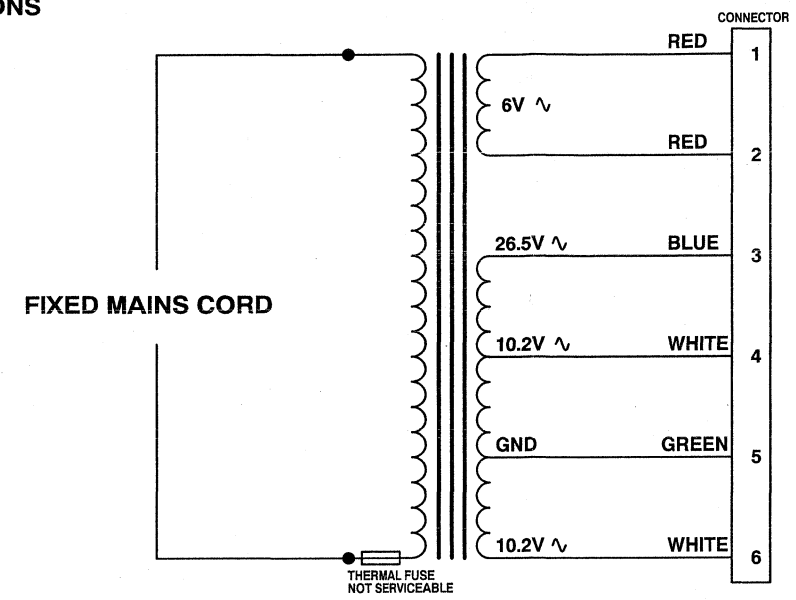 ONS
CONNECTOR
RED 1
6V ∿
RED 2
26.5V ∿ BLUE 3
FIXED MAINS CORD
10.2V ∿ WHITE 4
GND GREEN 5
10.2V ∿ WHITE 6
THERMAL FUSE
NOT SERVICEABLE